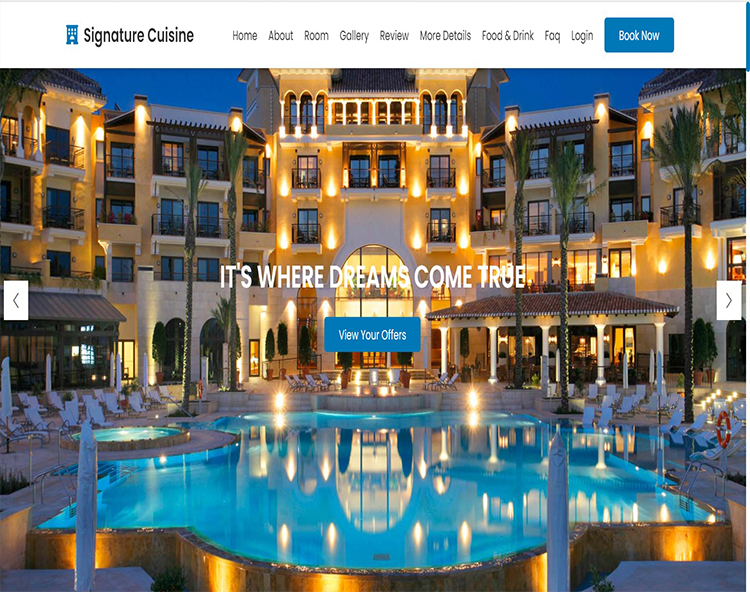 Signature Cuisine Home About Room Gallery Review More Details Food & Drink Faq Login Book Now
IT'S WHERE DREAMS COME TRUE.
View Your Offers